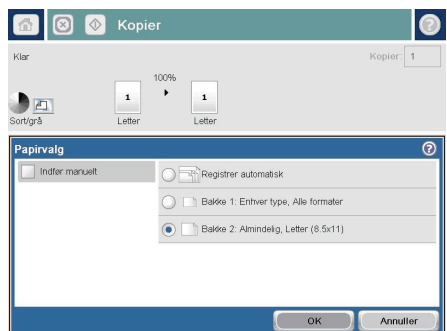 Kopier
Klar
Kopier: 1
100%
1
1
Sort/grå
Letter
Letter
Papirvalg
Indfør manuelt
Registrer automatisk
Bakke 1: Enhver type, Alle formater
Bakke 2: Almindelig, Letter (8.5x11)
OK
Annuller